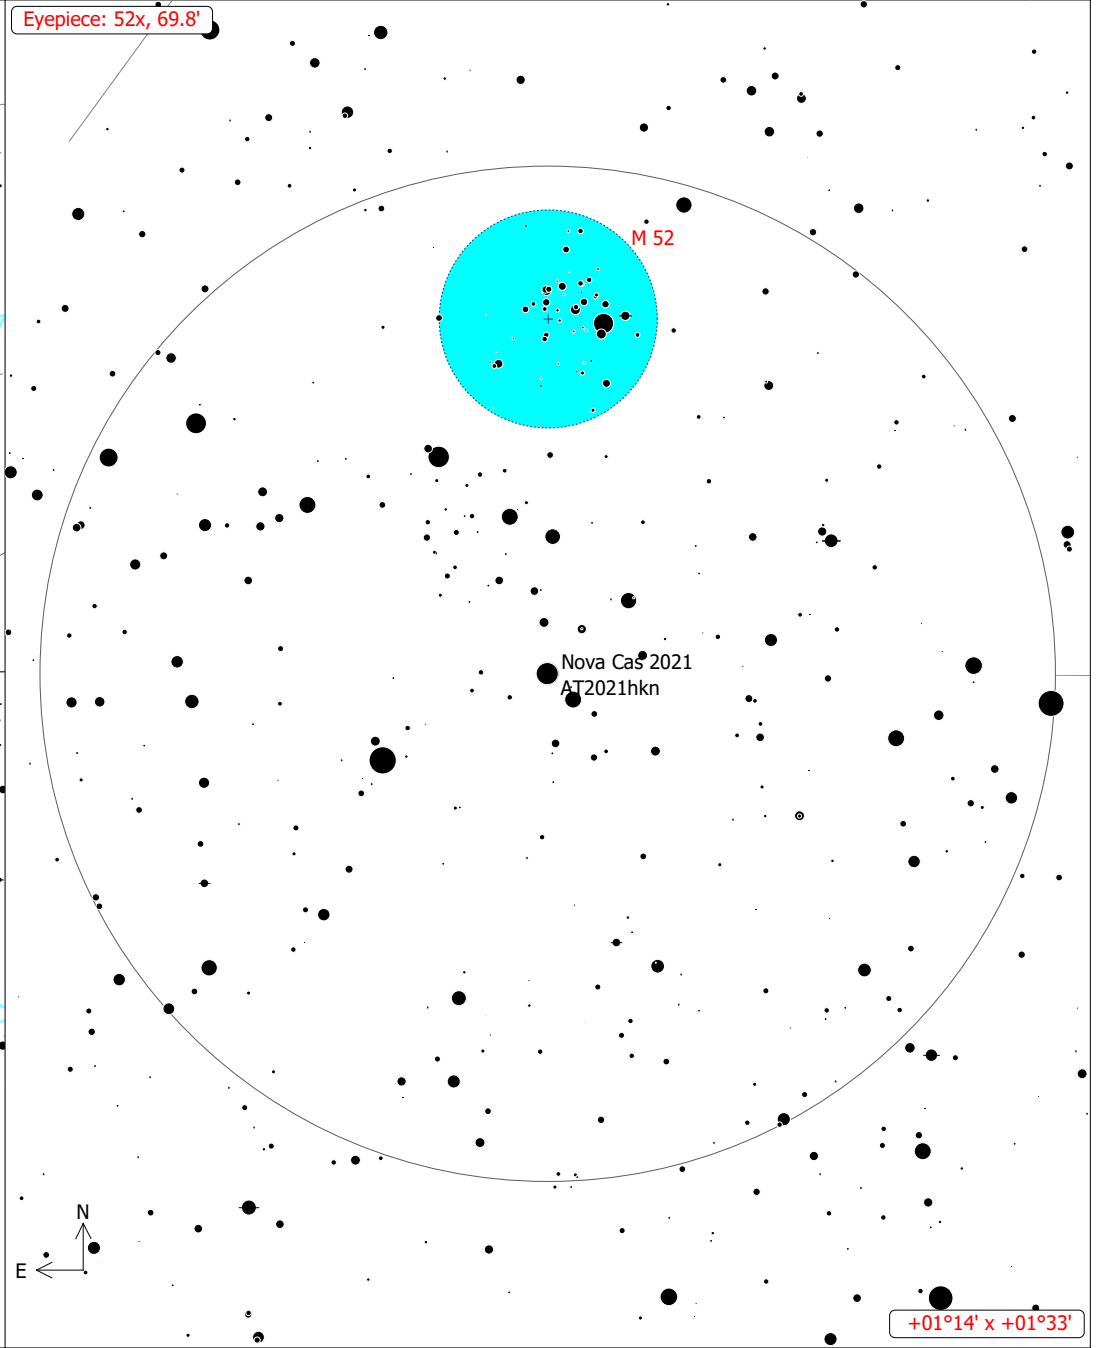 Eyepiece: 52x, 69.8'
M 52
Nova Cas 2021
AT2021hkn
N
E
+01°14' x +01°33'